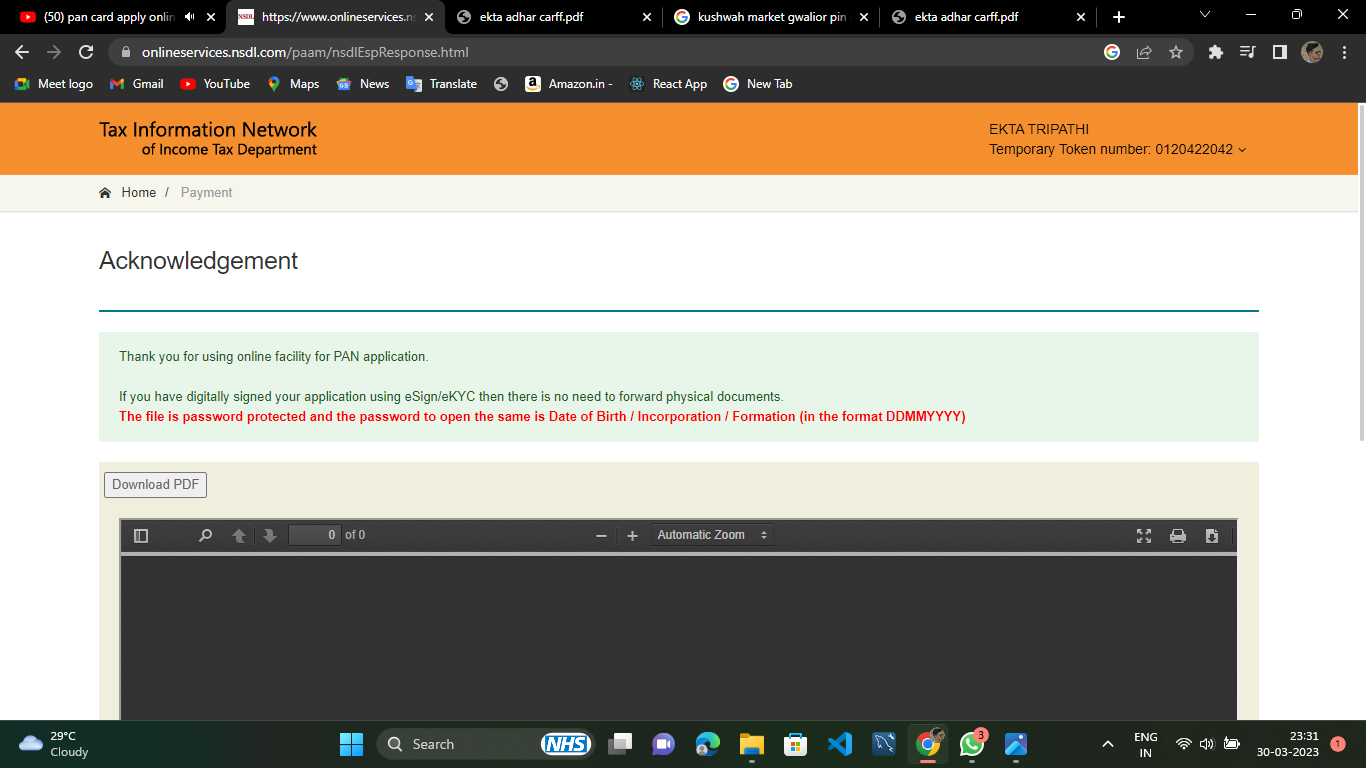 (50) pan card apply onlin
NSDL
https://www.onlineservices.ns
ekta adhar carff.pdf
kushwah market gwalior pin
ekta adhar carff.pdf
onlineservices.nsdl.com/paam/nsdlEspResponse.html
Meet logo
Gmail
YouTube
Maps
News
Translate
Amazon.in -
React App
New Tab
Tax Information Network
of Income Tax Department
EKTA TRIPATHI
Temporary Token number: 0120422042
Home / Payment
Acknowledgement
Thank you for using online facility for PAN application.
If you have digitally signed your application using eSign/eKYC then there is no need to forward physical documents.
The file is password protected and the password to open the same is Date of Birth / Incorporation / Formation (in the format DDMMYYYY)
Download PDF
0 of 0
Automatic Zoom
29°C
Cloudy
Search
NHS
3
ENG
IN
23:31
30-03-2023
1